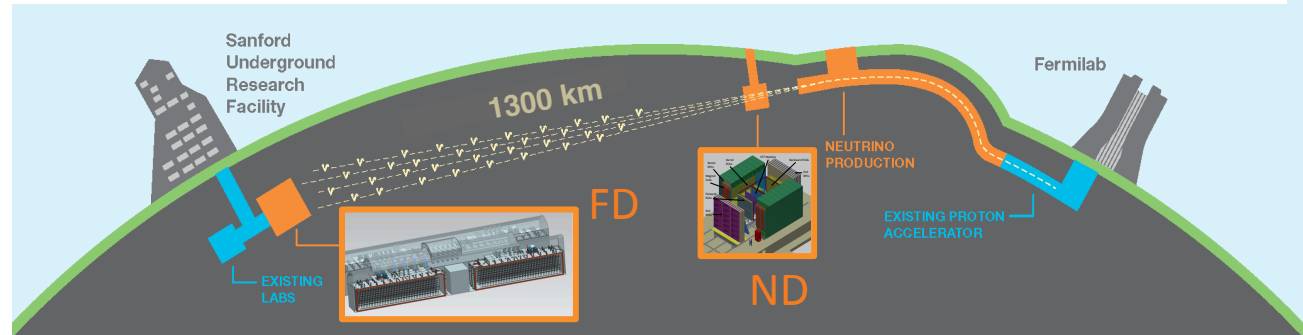 Sanford
Underground
Research
Facility
1300 km
Fermilab
NEUTRINO
PRODUCTION
FD
EXISTING PROTON
ACCELERATOR
EXISTING
LABS
ND